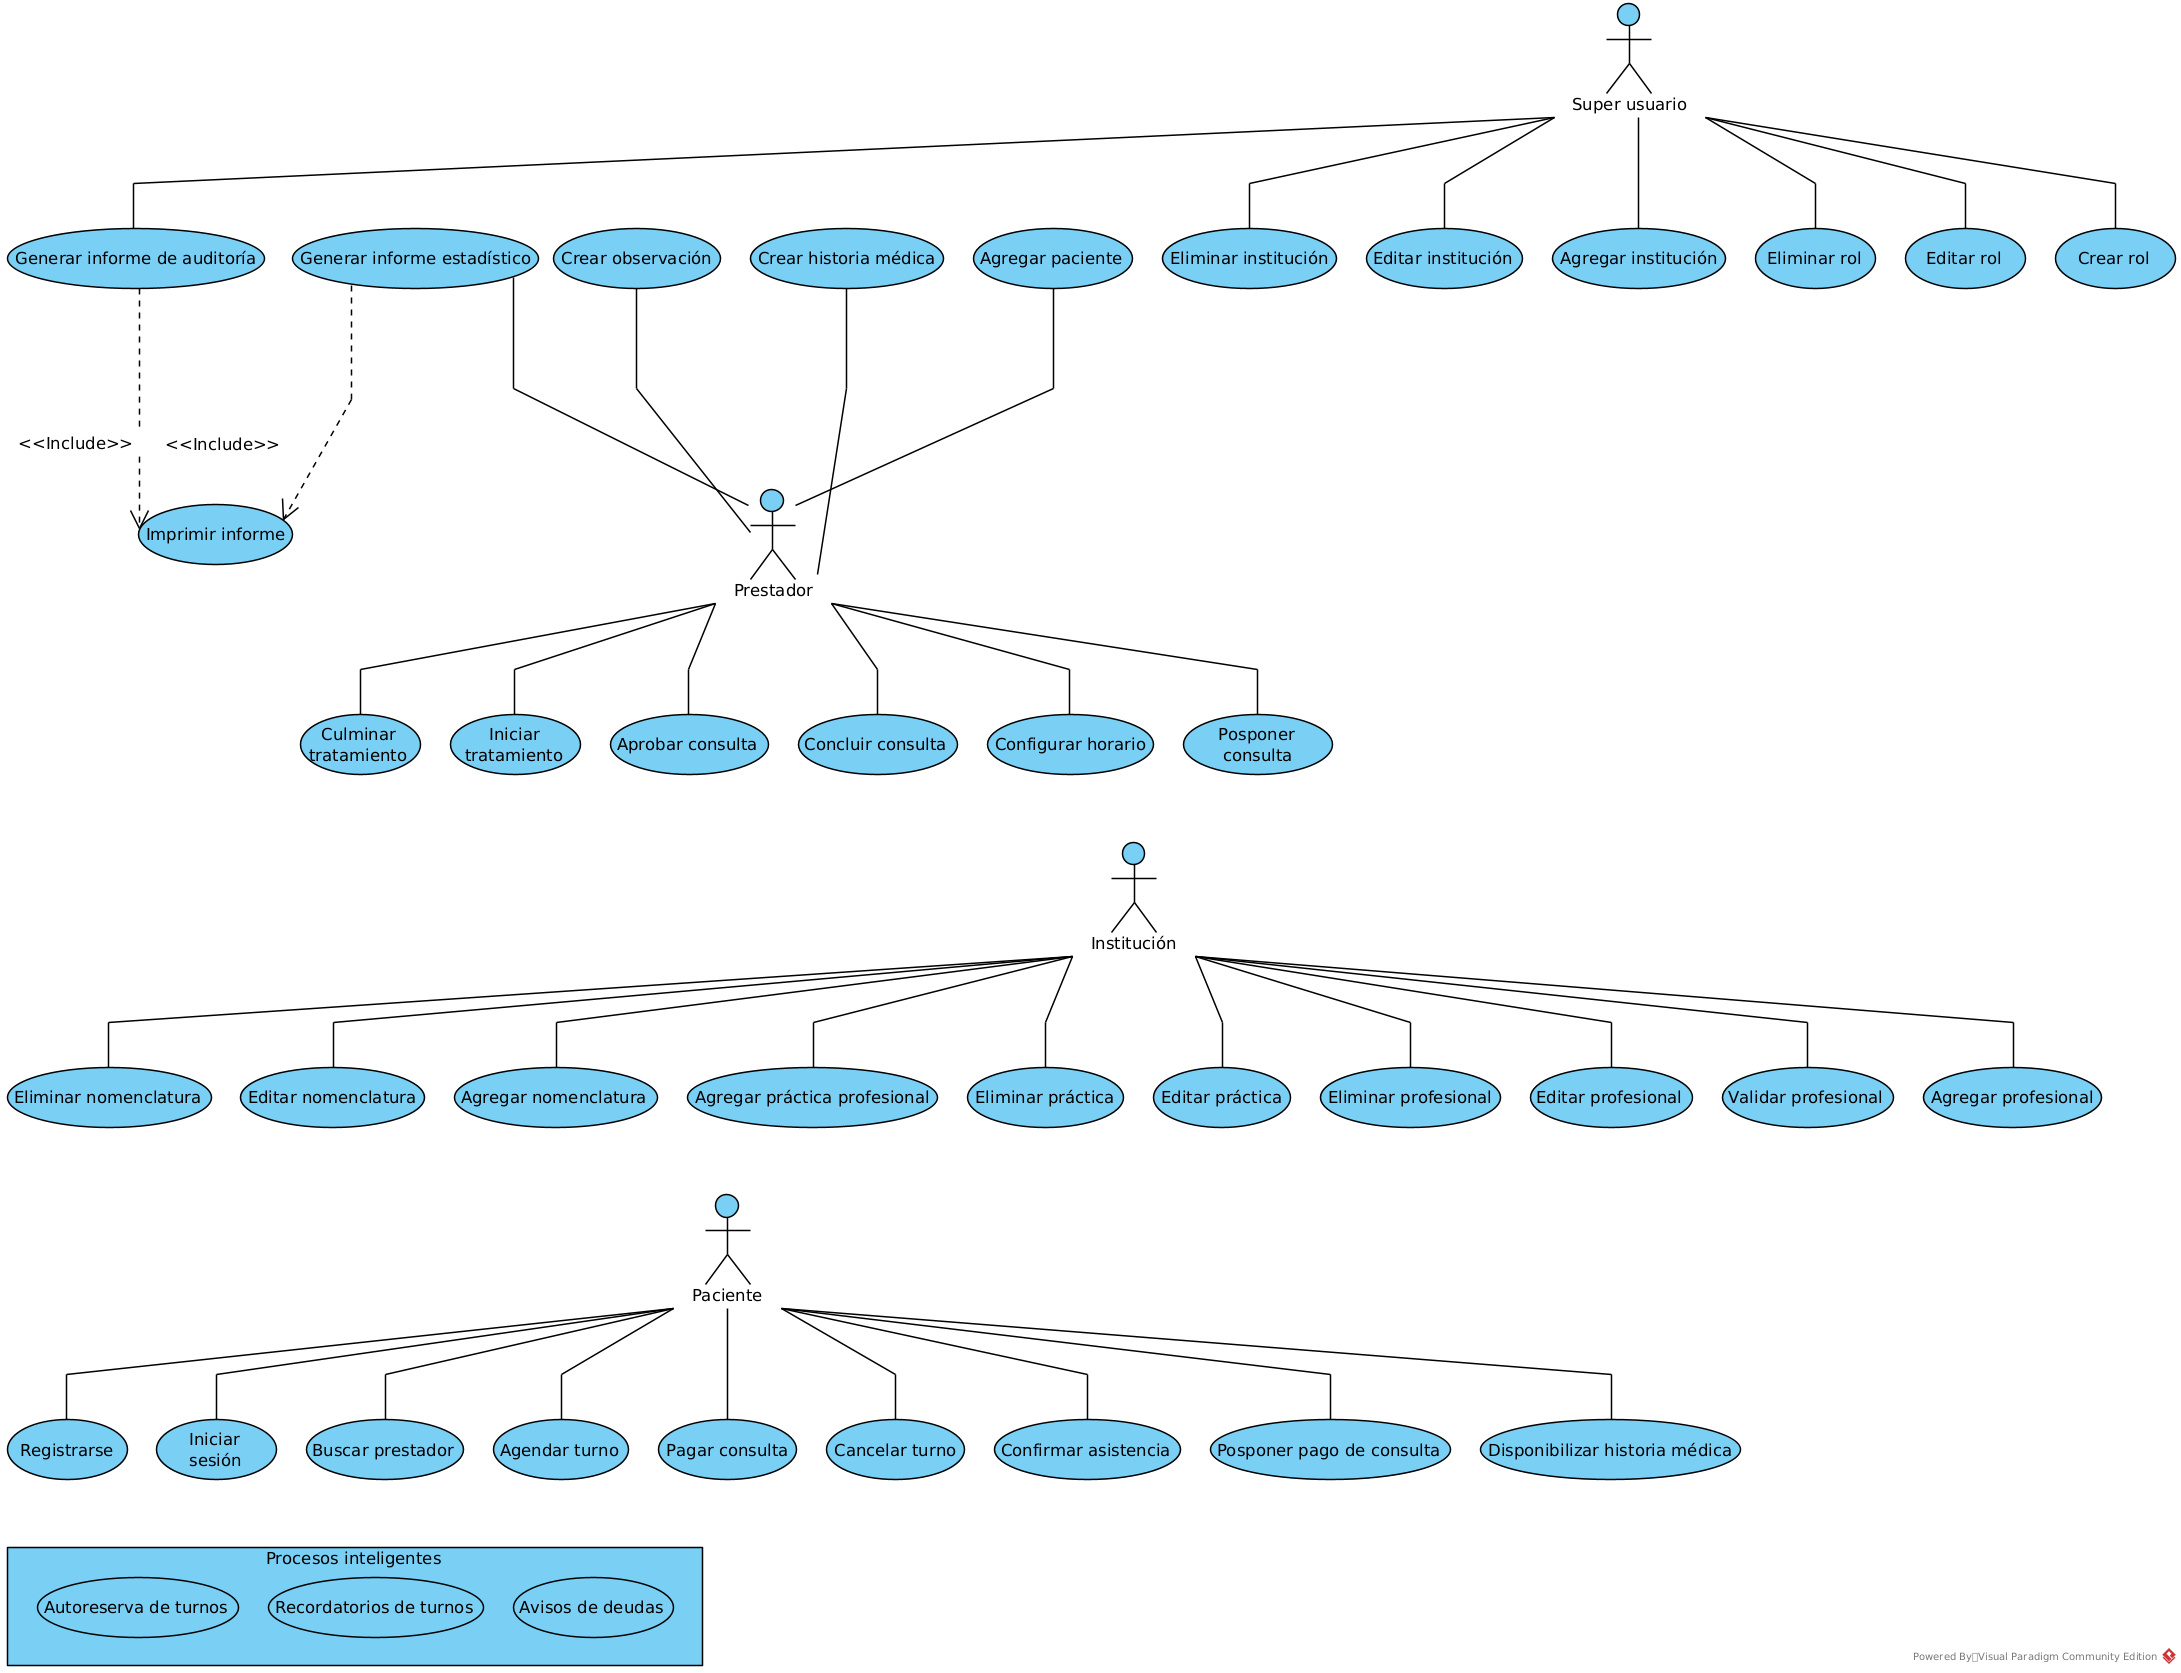 Super usuario
Generar informe de auditoría
Generar informe estadístico
Crear observación
Crear historia médica
Agregar paciente
Eliminar institución
Editar institución
Agregar institución
Eliminar rol
Editar rol
Crear rol
<<Include>>
<<Include>>
Imprimir informe
Prestador
Culminar
tratamiento
Iniciar
tratamiento
Aprobar consulta
Concluir consulta
Configurar horario
Posponer
consulta
Institución
Eliminar nomenclatura
Editar nomenclatura
Agregar nomenclatura
Agregar práctica profesional
Eliminar práctica
Editar práctica
Eliminar profesional
Editar profesional
Validar profesional
Agregar profesional
Paciente
Registrarse
Iniciar
sesión
Buscar prestador
Agendar turno
Pagar consulta
Cancelar turno
Confirmar asistencia
Posponer pago de consulta
Disponibilizar historia médica
Procesos inteligentes
Autoreserva de turnos
Recordatorios de turnos
Avisos de deudas
Powered By Visual Paradigm Community Edition